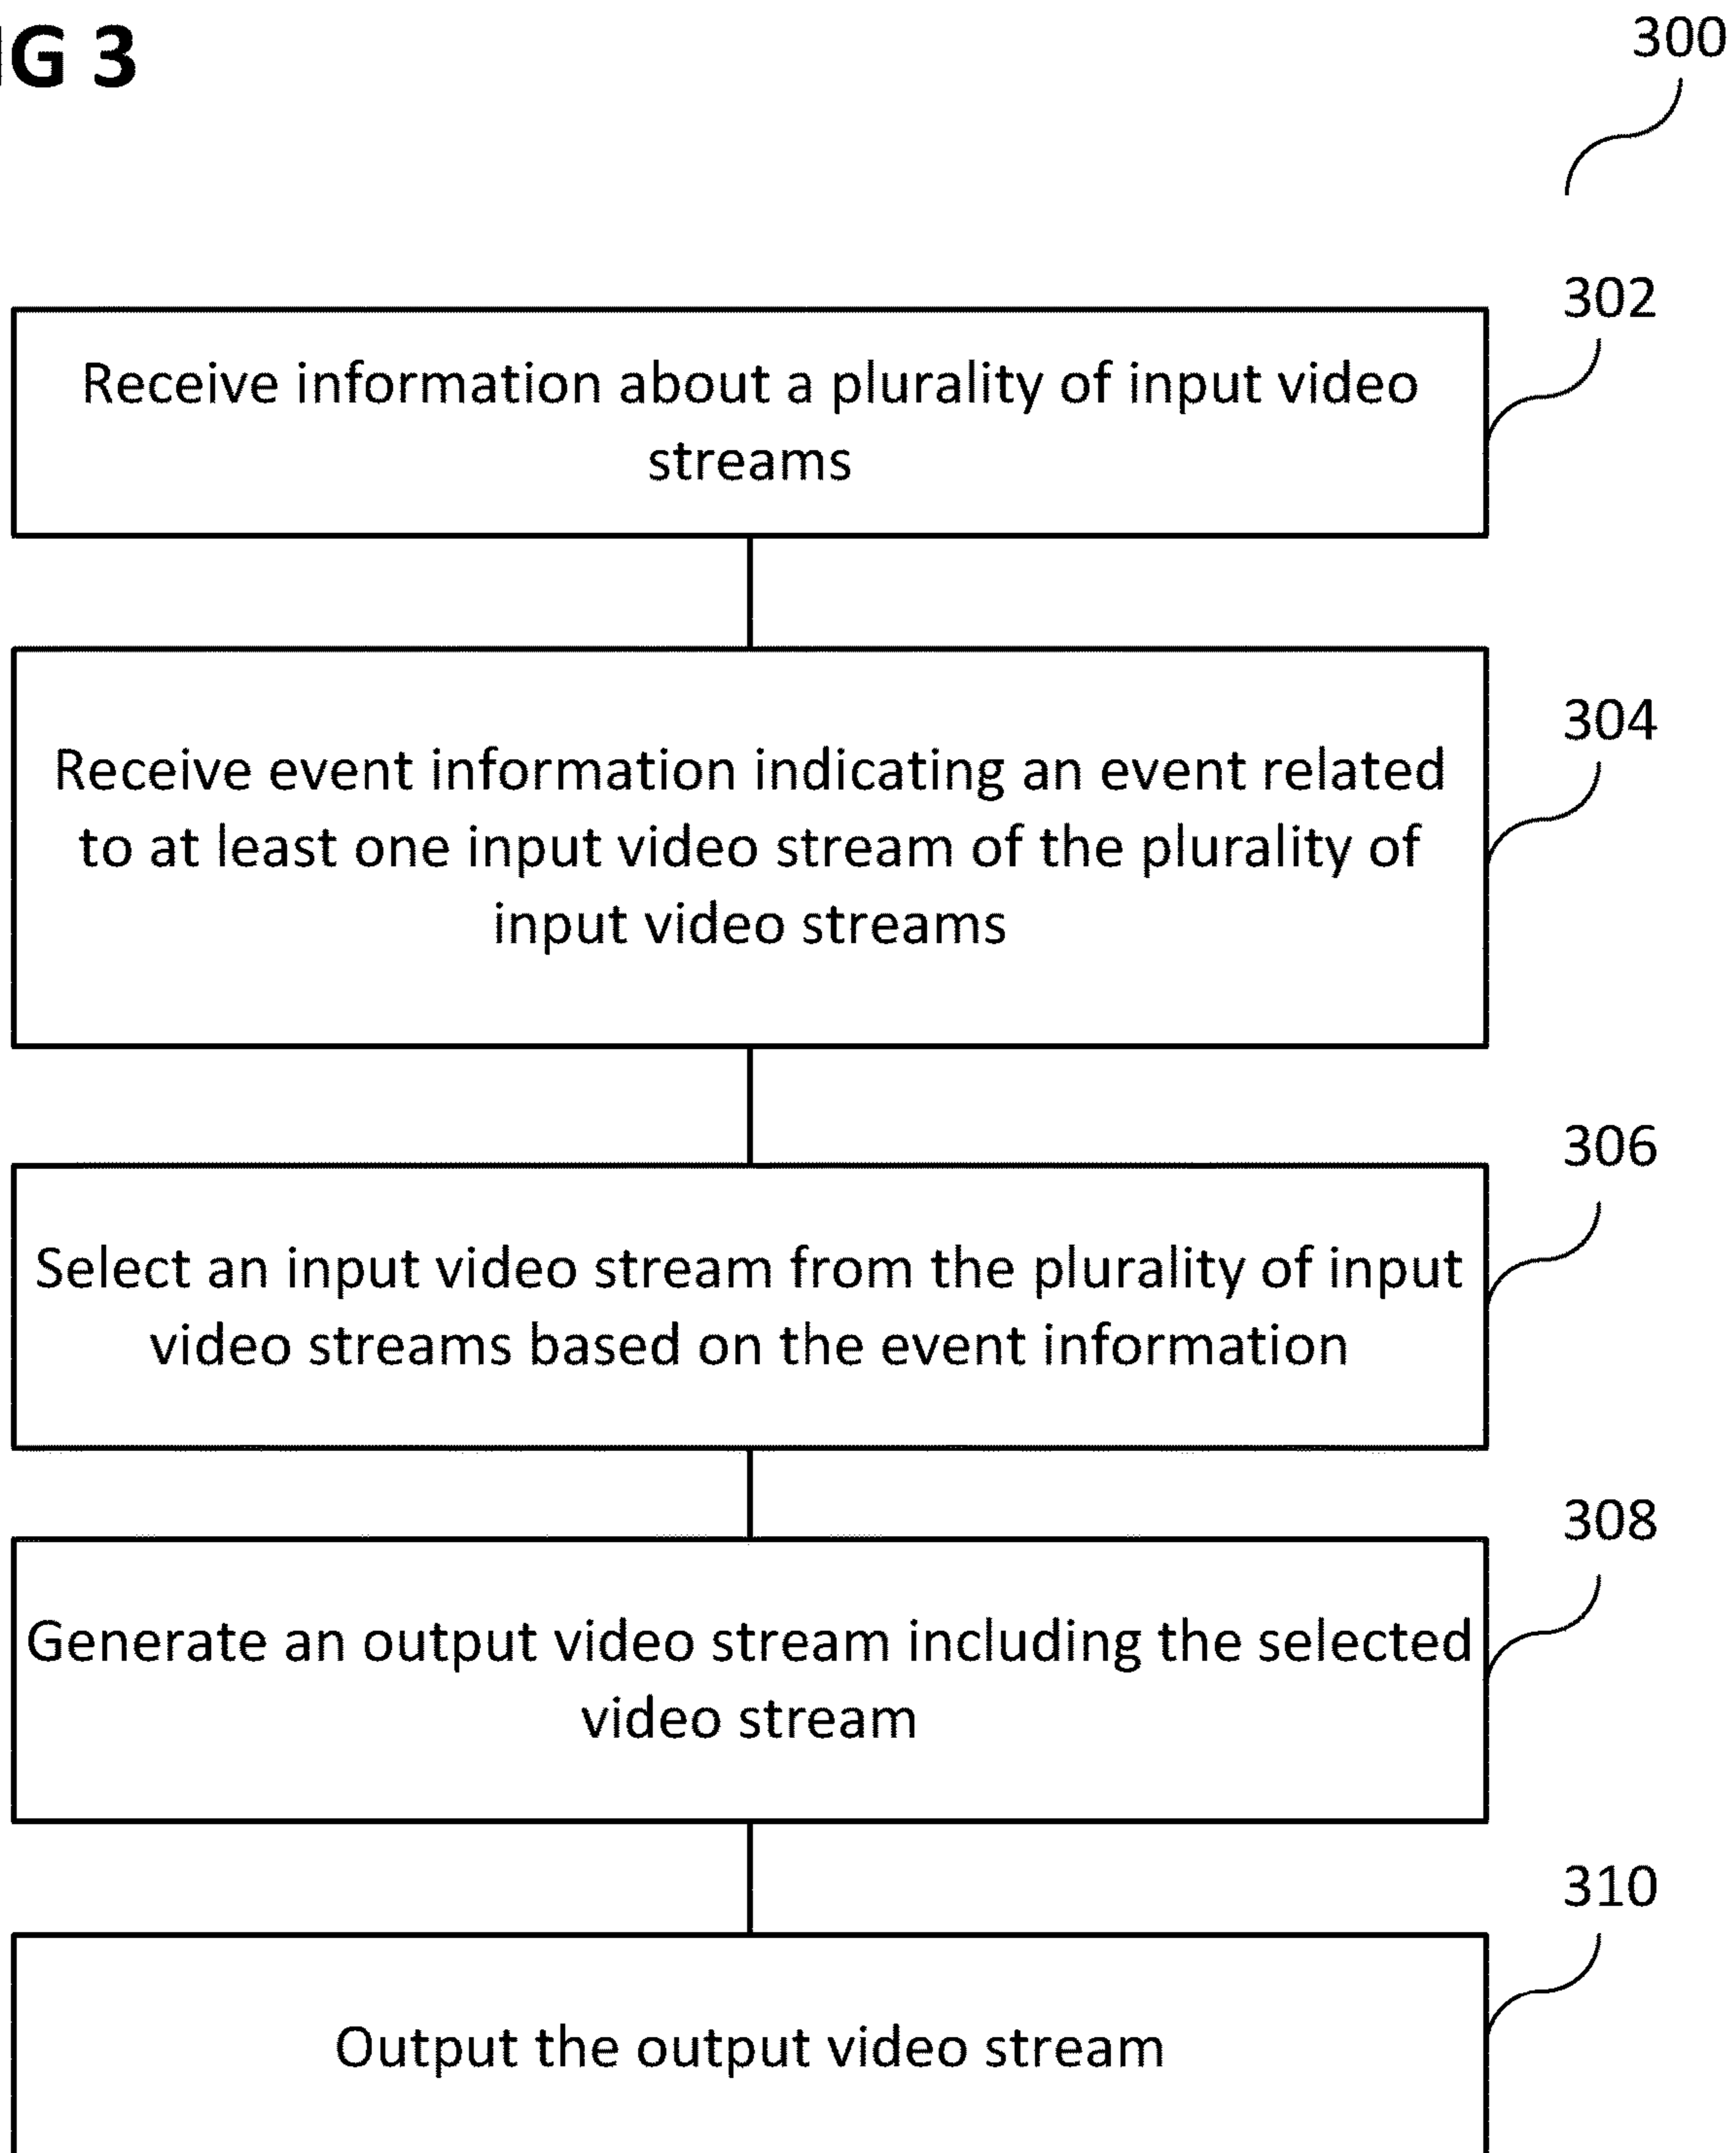 G 3
300
302
Receive information about a plurality of input video
streams
304
Receive event information indicating an event related
to at least one input video stream of the plurality of
input video streams
306
Select an input video stream from the plurality of input
video streams based on the event information
308
Generate an output video stream including the selected
video stream
310
Output the output video stream